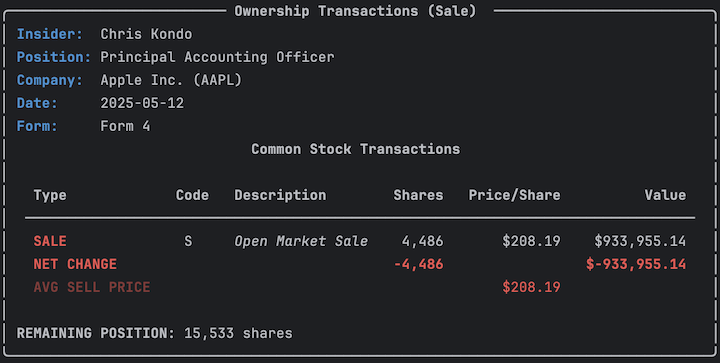 Ownership Transactions (Sale)
Insider: Chris Kondo
Position: Principal Accounting Officer
Company: Apple Inc. (AAPL)
Date: 2025-05-12
Form: Form 4
Common Stock Transactions
Type Code Description Shares Price/Share Value
SALE S Open Market Sale 4,486 $208.19 $933,955.14
NET CHANGE -4,486 $-933,955.14
AVG SELL PRICE $208.19
REMAINING POSITION: 15,533 shares